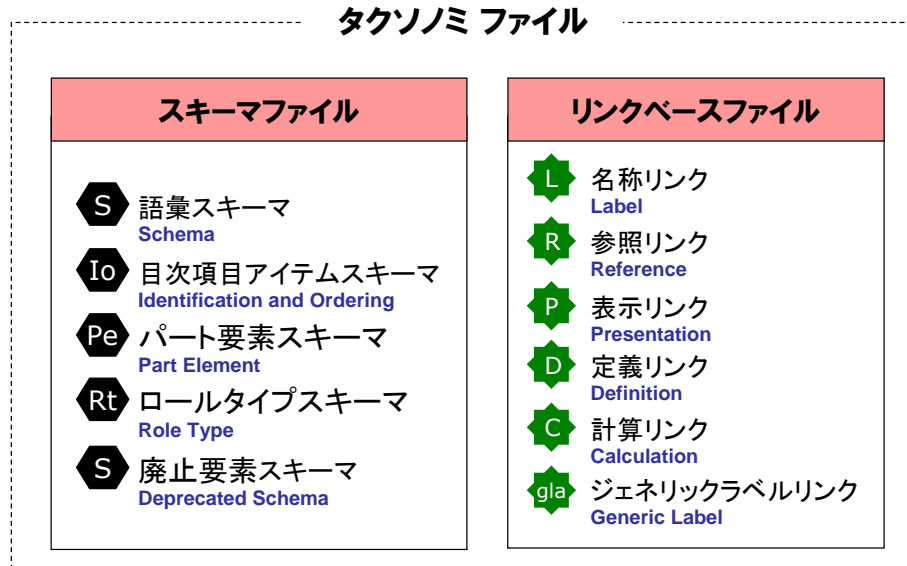 タクソノミ ファイル
スキーマファイル
S 語彙スキーマ
Schema
Io 目次項目アイテムスキーマ
Identification and Ordering
Pe パート要素スキーマ
Part Element
Rt ロールタイプスキーマ
Role Type
S 廃止要素スキーマ
Deprecated Schema
リンクベースファイル
L 名称リンク
Label
R 参照リンク
Reference
P 表示リンク
Presentation
D 定義リンク
Definition
C 計算リンク
Calculation
gla ジェネリックラベルリンク
Generic Label